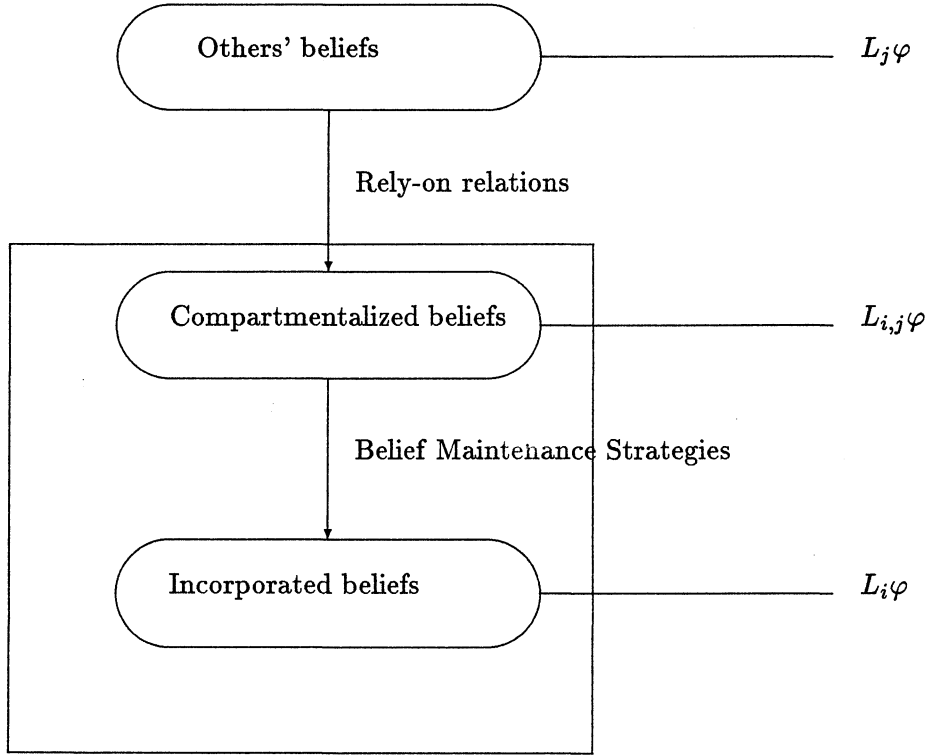 Others' beliefs
L_jφ
Rely-on relations
Compartmentalized beliefs
L_{i,j}φ
Belief Maintenance Strategies
Incorporated beliefs
L_iφ